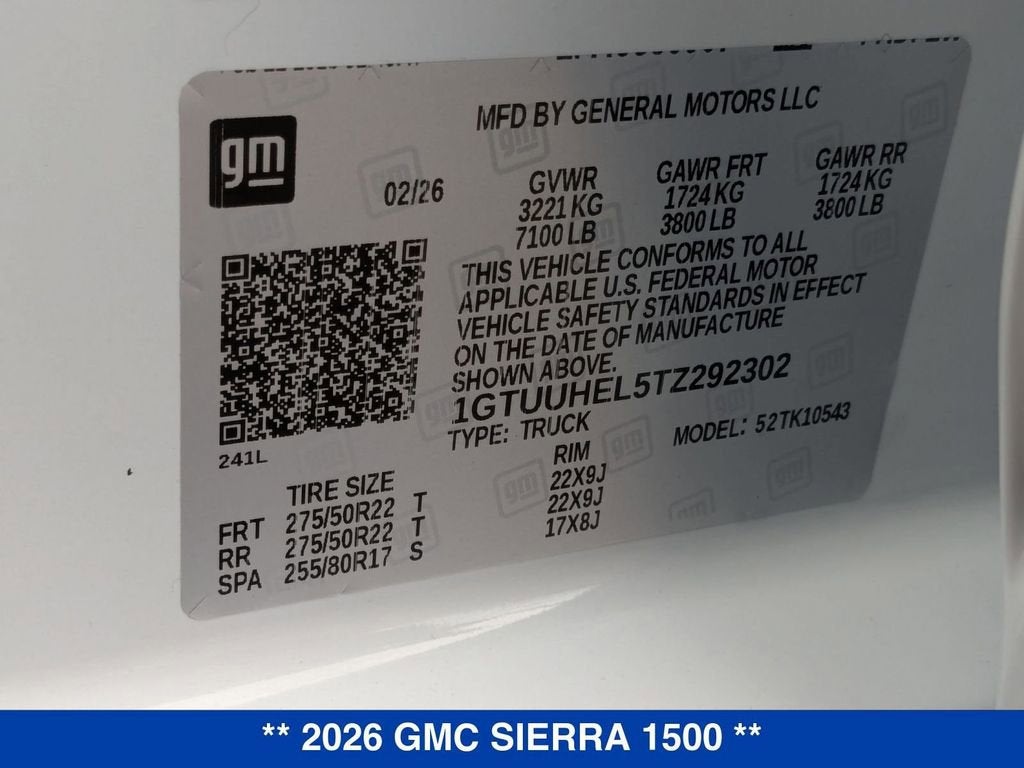 MFD BY GENERAL MOTORS LLC
gm
02/26
GVWR
3221 KG
7100 LB
GAWR FRT
1724 KG
3800 LB
GAWR RR
1724 KG
3800 LB
THIS VEHICLE CONFORMS TO ALL
APPLICABLE U.S. FEDERAL MOTOR
VEHICLE SAFETY STANDARDS IN EFFECT
ON THE DATE OF MANUFACTURE
SHOWN ABOVE.
1GTUUHEL5TZ292302
TYPE: TRUCK MODEL: 52TK10543
241L
TIRE SIZE RIM
FRT 275/50R22 T 22X9J
RR 275/50R22 T 22X9J
SPA 255/80R17 S 17X8J
** 2026 GMC SIERRA 1500 **